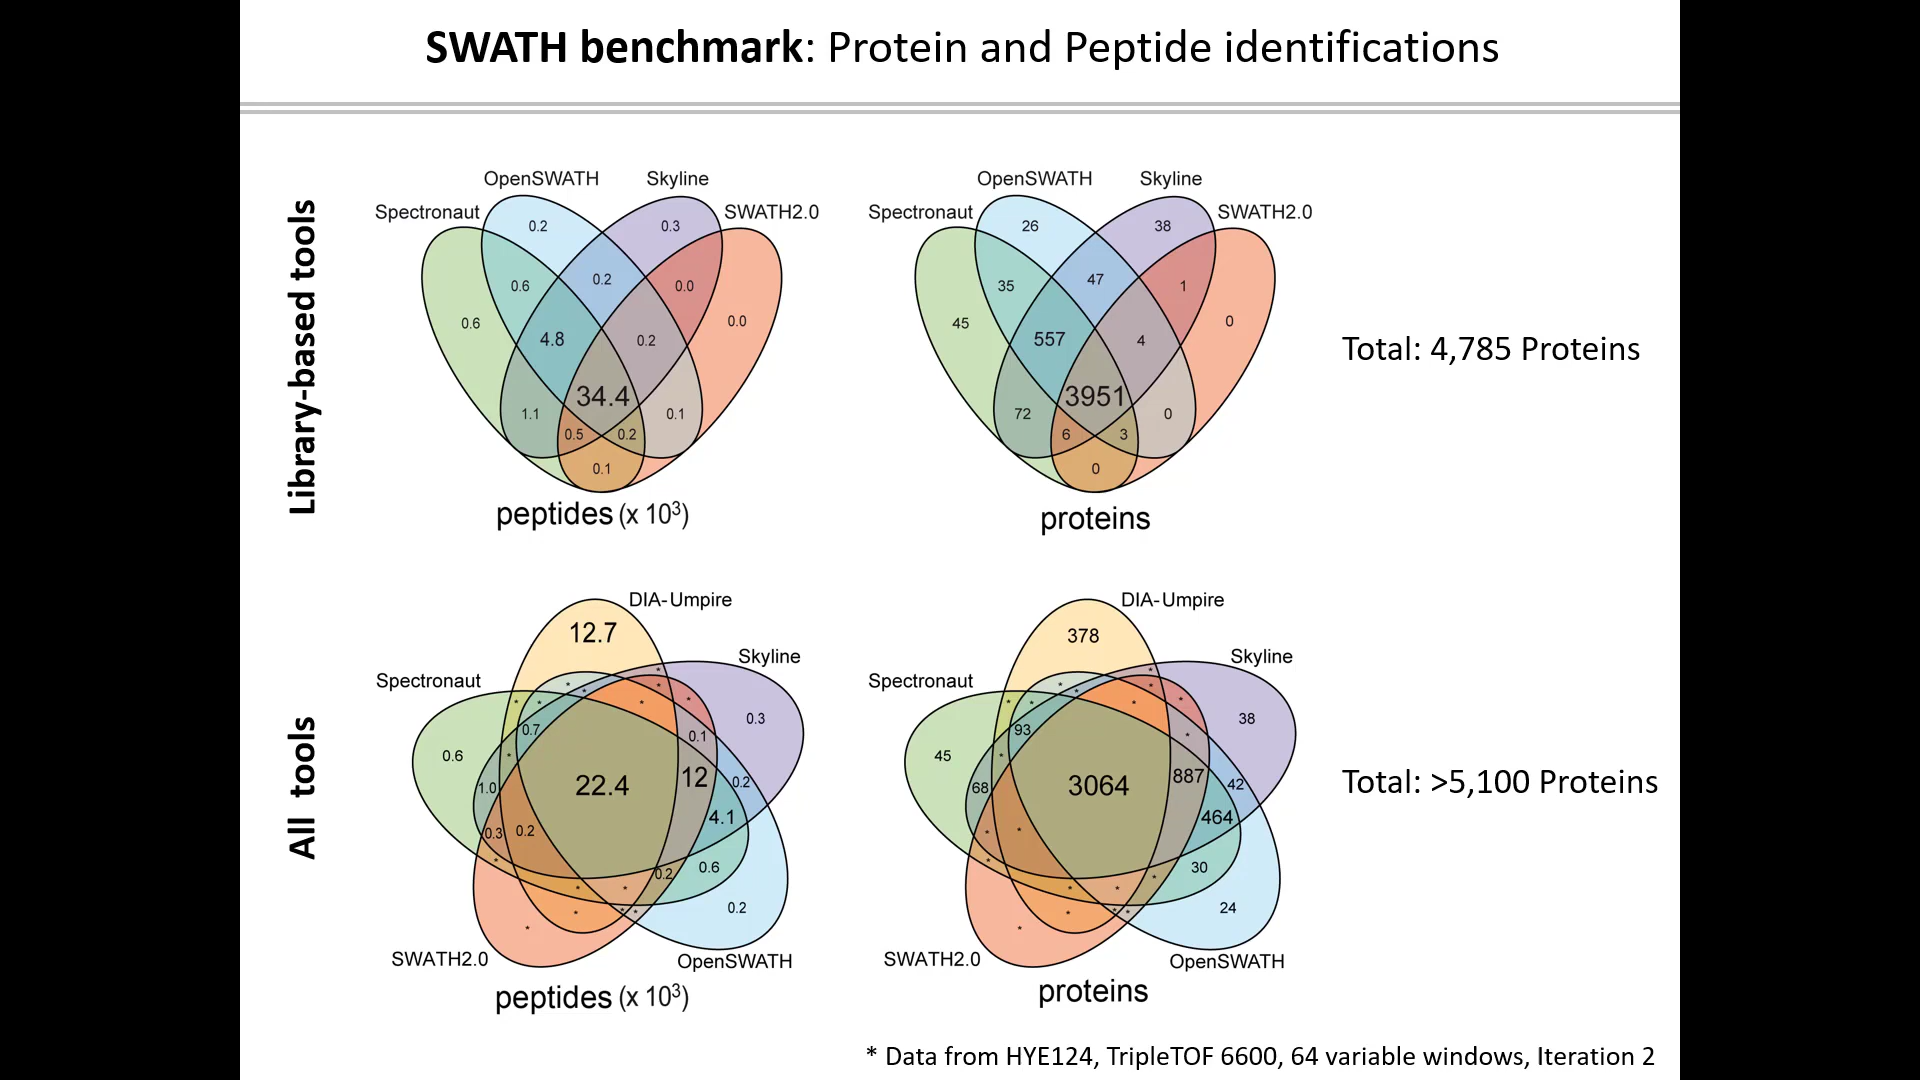 SWATH benchmark: Protein and Peptide identifications
Library-based tools
OpenSWATH
Skyline
Spectronaut
SWATH2.0
0.2
0.3
0.6
0.2
0.0
0.6
4.8
0.2
0.0
34.4
1.1
0.1
0.5
0.2
0.1
peptides (x 10³)
OpenSWATH
Skyline
Spectronaut
SWATH2.0
26
38
35
47
1
45
557
4
0
3951
72
0
6
3
0
proteins
Total: 4,785 Proteins
All tools
DIA-Umpire
12.7
Skyline
Spectronaut
* * * * * * * *
0.3
0.7
0.1
0.6
*
22.4
12
0.2
1.0
4.1
0.3
0.2
*
0.2
0.6
* *
* * *
0.2
*
SWATH2.0
OpenSWATH
peptides (x 10³)
DIA-Umpire
378
Skyline
Spectronaut
* * * * * * * *
38
93
*
45
*
3064
887
42
68
464
* *
*
30
* * *
* * *
24
*
SWATH2.0
OpenSWATH
proteins
Total: >5,100 Proteins
* Data from HYE124, TripleTOF 6600, 64 variable windows, Iteration 2